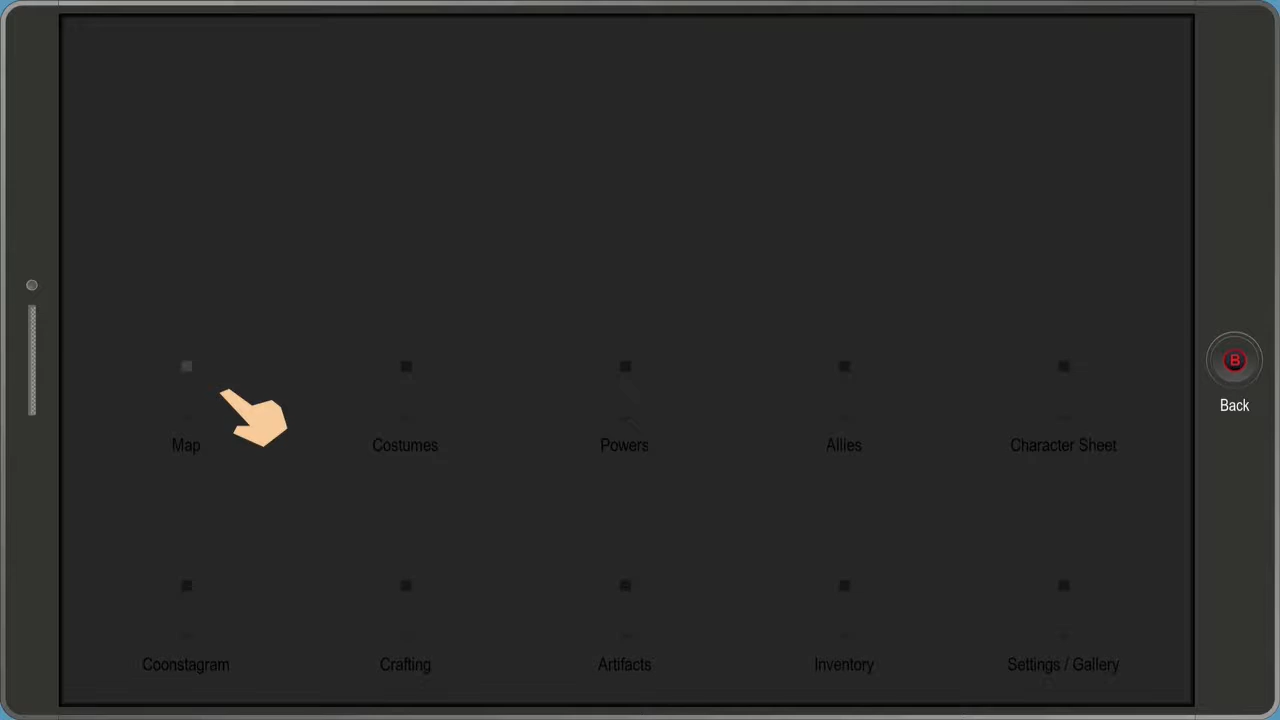 B
Back
Map
Costumes
Powers
Allies
Character Sheet
Coonstagram
Crafting
Artifacts
Inventory
Settings / Gallery